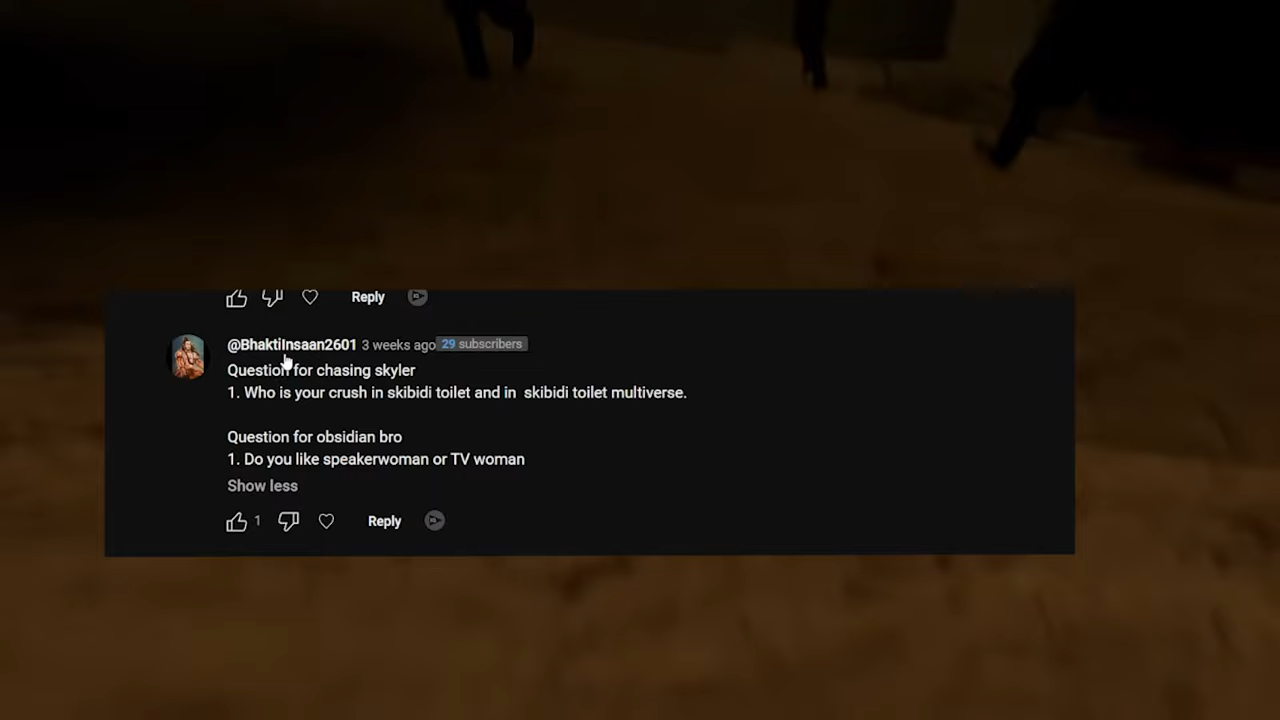 Reply
@BhaktiInsaan2601 3 weeks ago 29 subscribers
Question for chasing skyler
1. Who is your crush in skibidi toilet and in skibidi toilet multiverse.
Question for obsidian bro
1. Do you like speakerwoman or TV woman
Show less
1 Reply